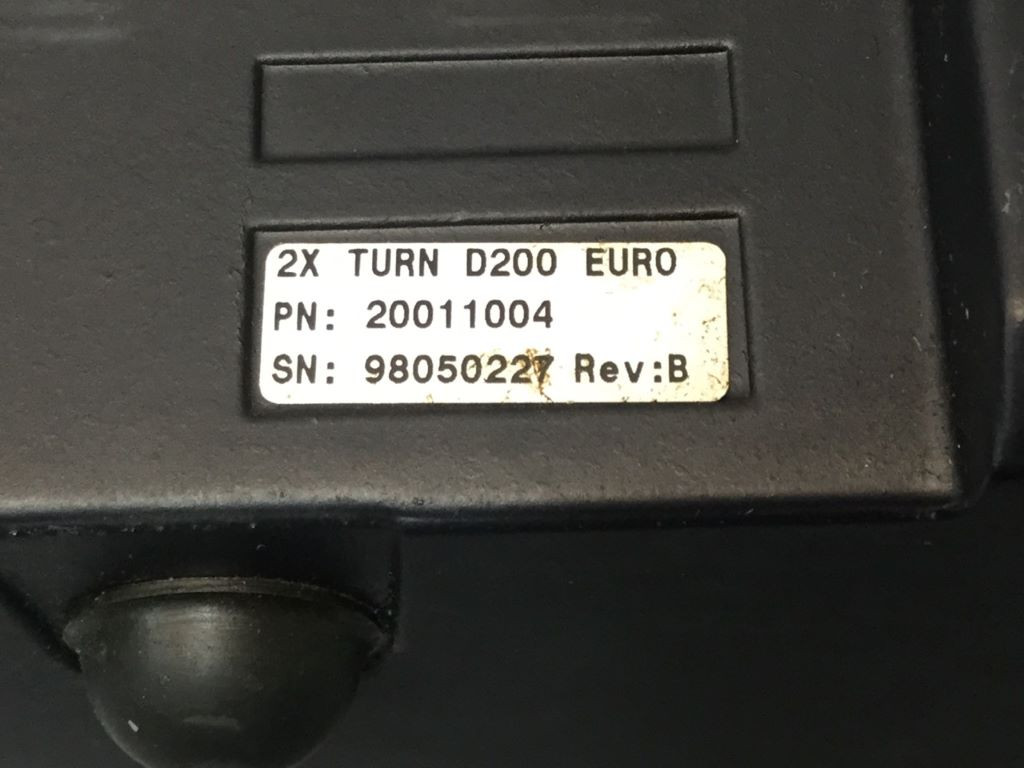 2X TURN D200 EURO
PN: 20011004
SN: 98050227 Rev:B